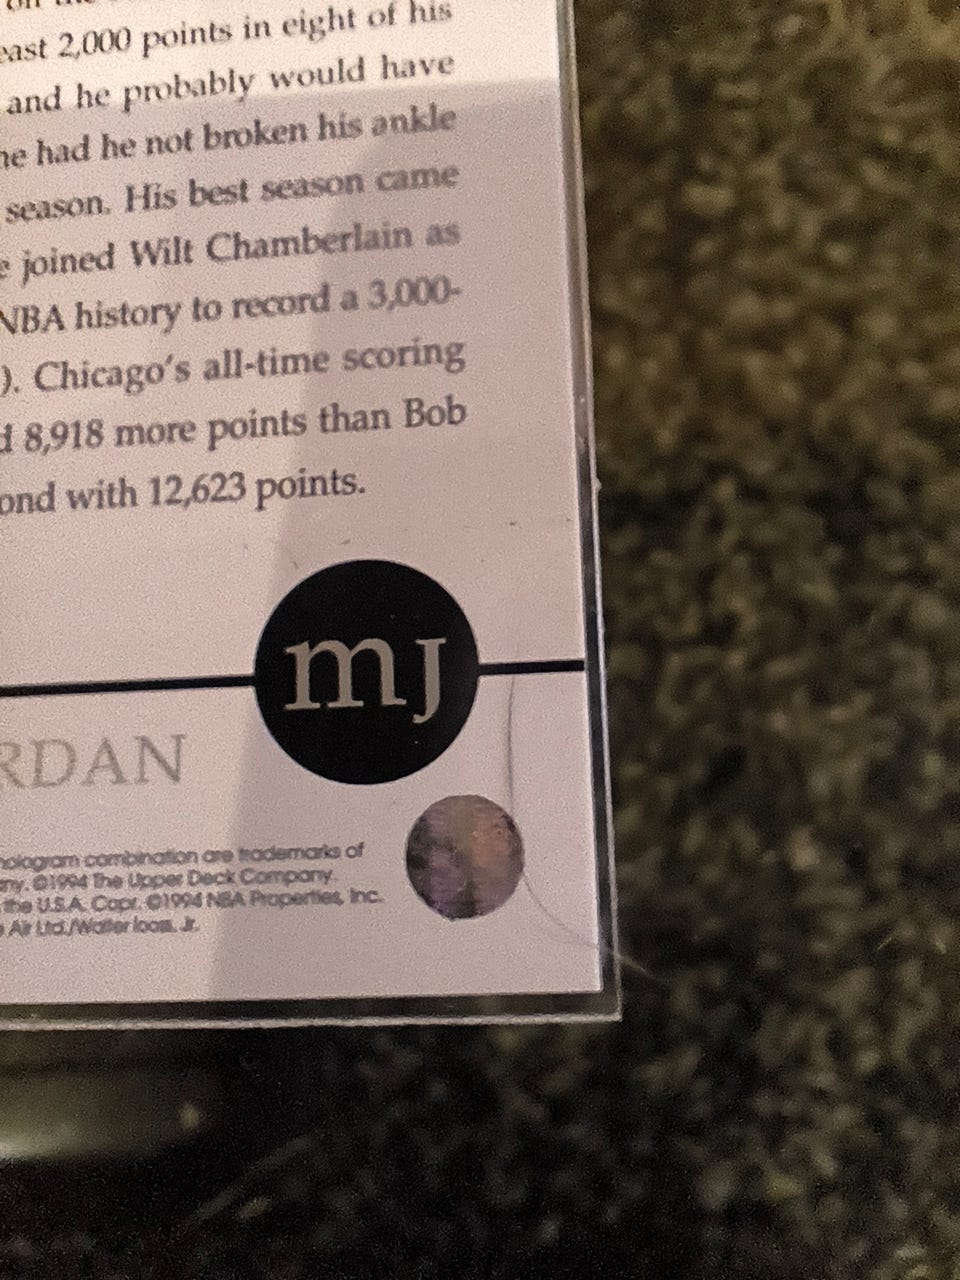 east 2,000 points in eight of his
and he probably would have
he had he not broken his ankle
season. His best season came
e joined Wilt Chamberlain as
NBA history to record a 3,000-
). Chicago's all-time scoring
d 8,918 more points than Bob
ond with 12,623 points.
mJ
RDAN
hologram combination are trademarks of
ny. ©1994 The Upper Deck Company.
the U.S.A. Capr. ©1994 NBA Properties, Inc.
Air Ltd./Walter Iooss, Jr.